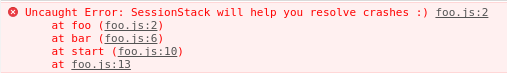 Uncaught Error: SessionStack will help you resolve crashes :) foo.js:2
at foo (foo.js:2)
at bar (foo.js:6)
at start (foo.js:10)
at foo.js:13